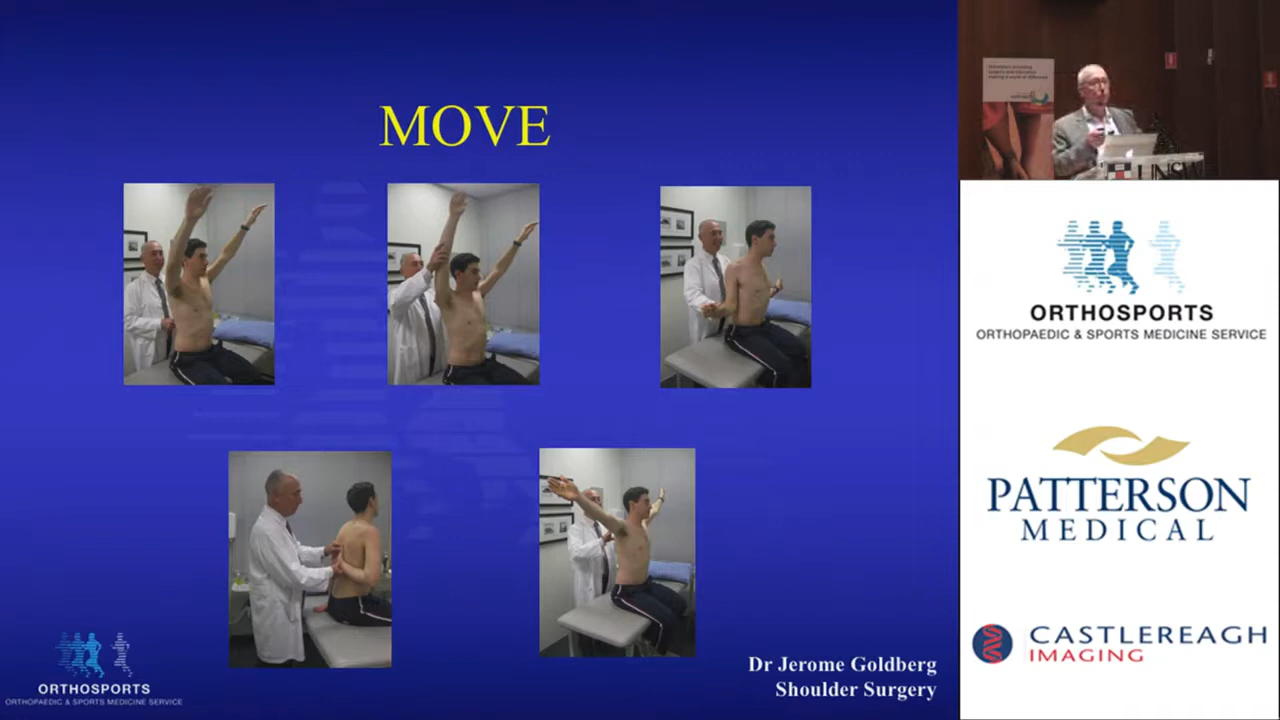 MOVE
ORTHOSPORTS
ORTHOPAEDIC & SPORTS MEDICINE SERVICE
Dr Jerome Goldberg
Shoulder Surgery
UNSW
ORTHOSPORTS
ORTHOPAEDIC & SPORTS MEDICINE SERVICE
PATTERSON
MEDICAL
CASTLEREAGH
IMAGING